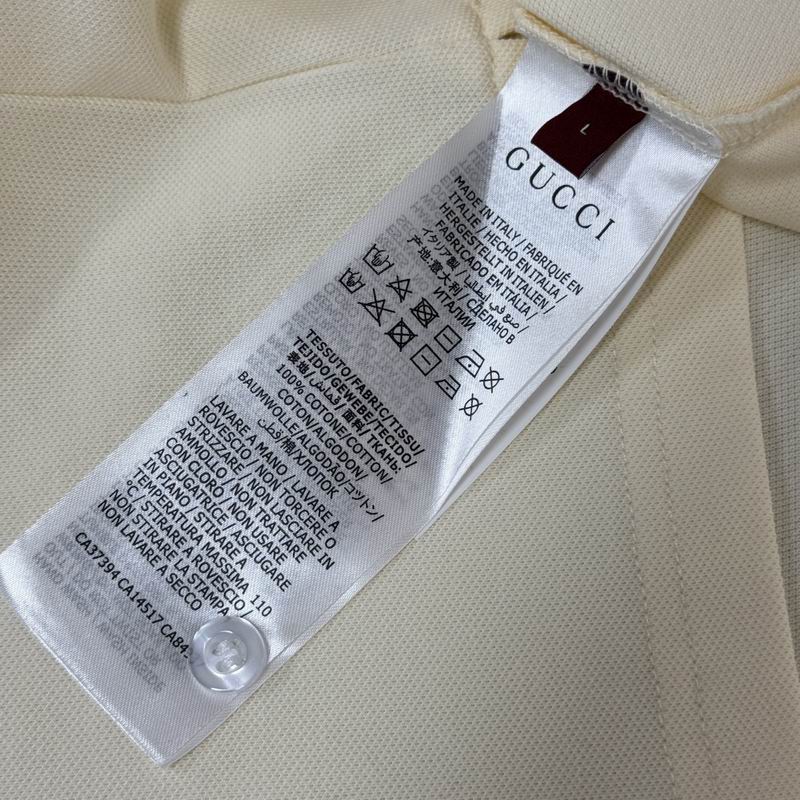 L
GUCCI
MADE IN ITALY / FABRIQUÉ EN
ITALIE / HECHO EN ITALIA /
HERGESTELLT IN ITALIEN /
FABRICADO EM ITÁLIA /
イタリア製 / صنع في إيطاليا /
产地:意大利 / СДЕЛАНО В
ИТАЛИИ
TESSUTO/FABRIC/TISSU/
TEJIDO/GEWEBE/TECIDO/
表地/قماش/面料/ТКАНЬ:
100% COTONE/COTTON/
COTON/ALGODON/
BAUMWOLLE/ALGODÃO/コットン/
قطن/棉/ХЛОПОК
LAVARE A MANO / LAVARE A
ROVESCIO / NON TORCERE O
STRIZZARE / NON LASCIARE IN
AMMOLLO / NON TRATTARE
CON CLORO / NON USARE
ASCIUGATRICE / ASCIUGARE
IN PIANO / STIRARE A
TEMPERATURA MASSIMA 110
°C / STIRARE A ROVESCIO /
NON STIRARE LA STAMPA /
NON LAVARE A SECCO
CA37394 CA14517 CA84